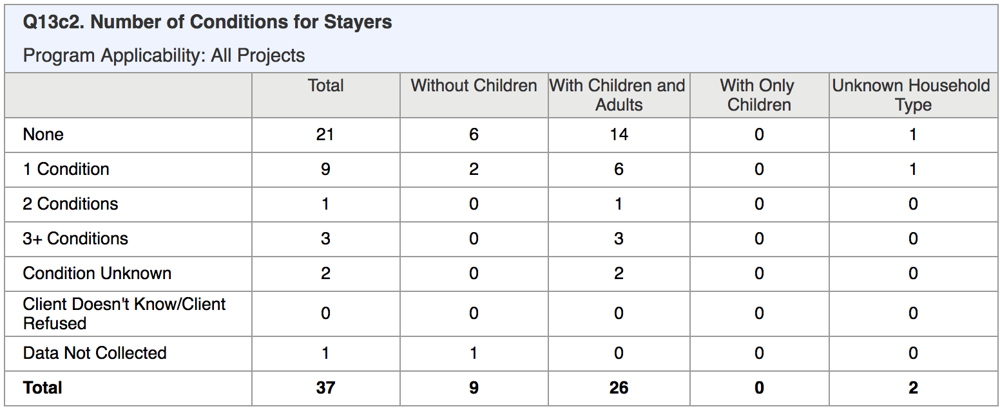 Q13c2. Number of Conditions for Stayers
Program Applicability: All Projects
Total Without Children With Children and Adults With Only Children Unknown Household Type
None 21 6 14 0 1
1 Condition 9 2 6 0 1
2 Conditions 1 0 1 0 0
3+ Conditions 3 0 3 0 0
Condition Unknown 2 0 2 0 0
Client Doesn't Know/Client Refused 0 0 0 0 0
Data Not Collected 1 1 0 0 0
Total 37 9 26 0 2